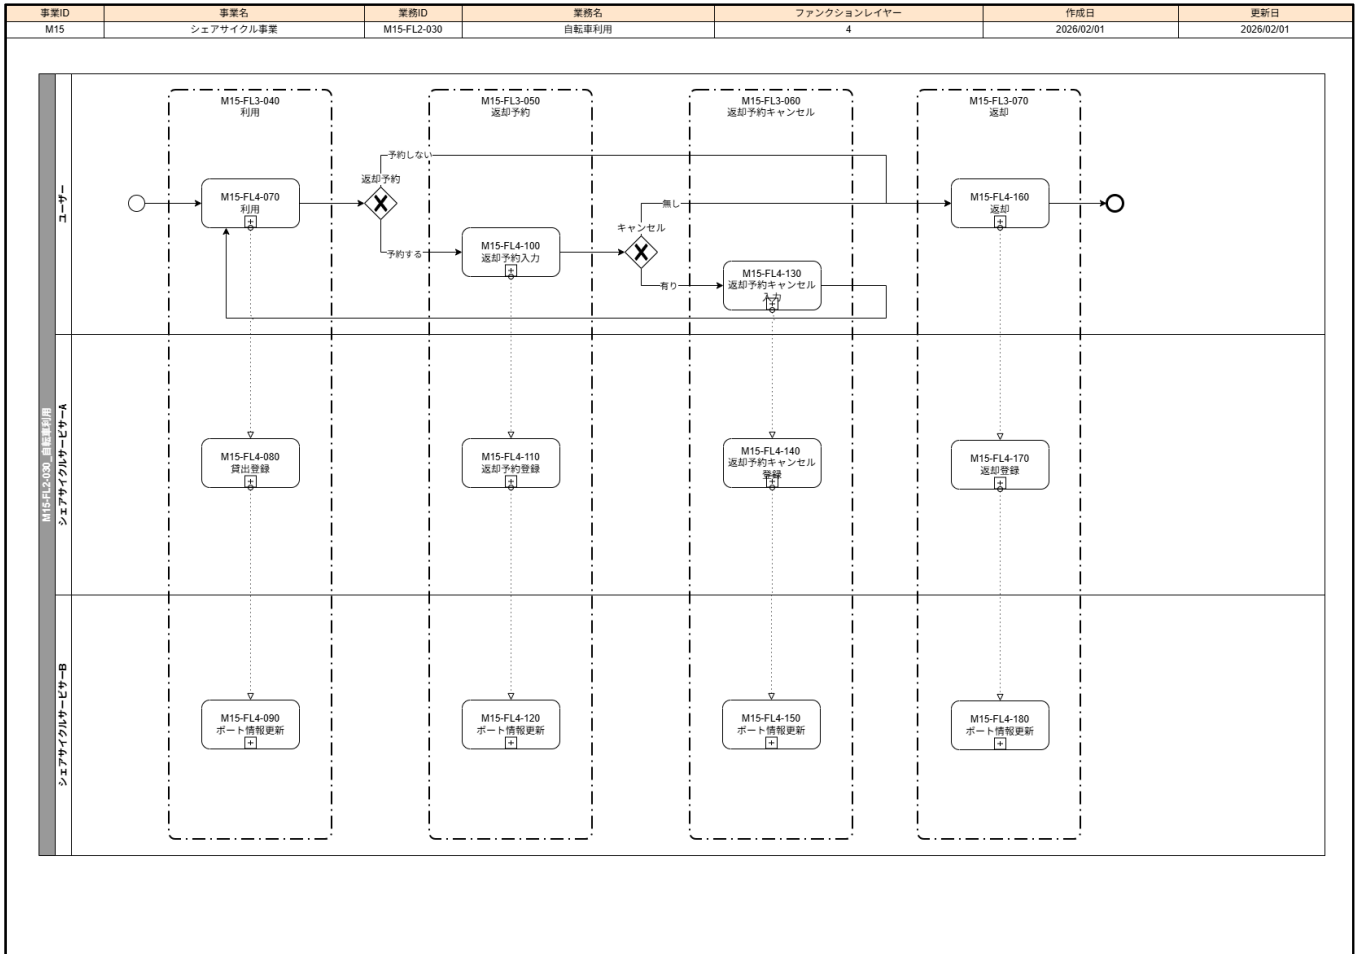 事業ID 事業名 業務ID 業務名 ファンクションレイヤー 作成日 更新日
M15 シェアサイクル事業 M15-FL2-030 自転車利用 4 2026/02/01 2026/02/01
M15-FL2-030_自転車利用
ユーザー
M15-FL3-040
利用
M15-FL3-050
返却予約
M15-FL3-060
返却予約キャンセル
M15-FL3-070
返却
M15-FL4-070
利用
返却予約
予約しない
予約する
M15-FL4-100
返却予約入力
キャンセル
無し
有り
M15-FL4-130
返却予約キャンセル
入力
M15-FL4-160
返却
シェアサイクルサービサーA
M15-FL4-080
貸出登録
M15-FL4-110
返却予約登録
M15-FL4-140
返却予約キャンセル
登録
M15-FL4-170
返却登録
シェアサイクルサービサーB
M15-FL4-090
ポート情報更新
M15-FL4-120
ポート情報更新
M15-FL4-150
ポート情報更新
M15-FL4-180
ポート情報更新